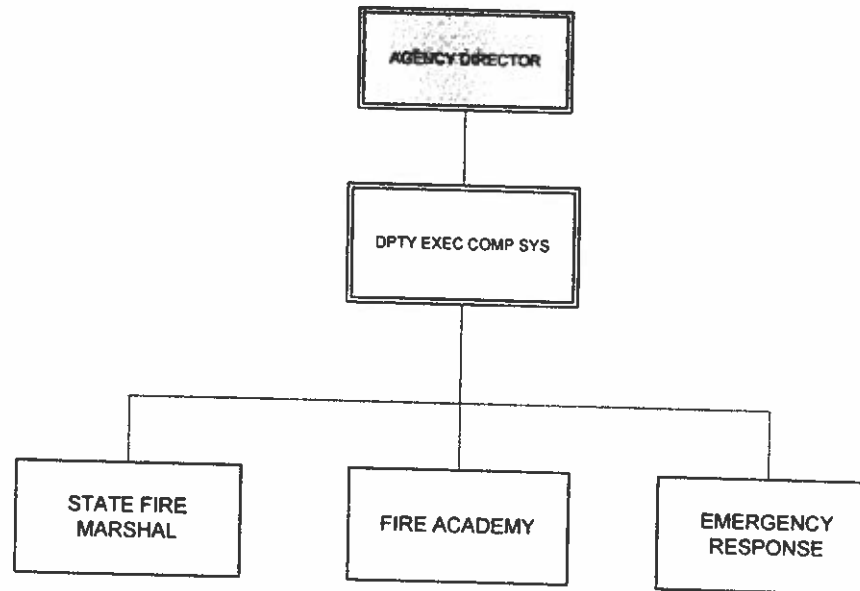 AGENCY DIRECTOR
DPTY EXEC COMP SYS
STATE FIRE
MARSHAL
FIRE ACADEMY
EMERGENCY
RESPONSE